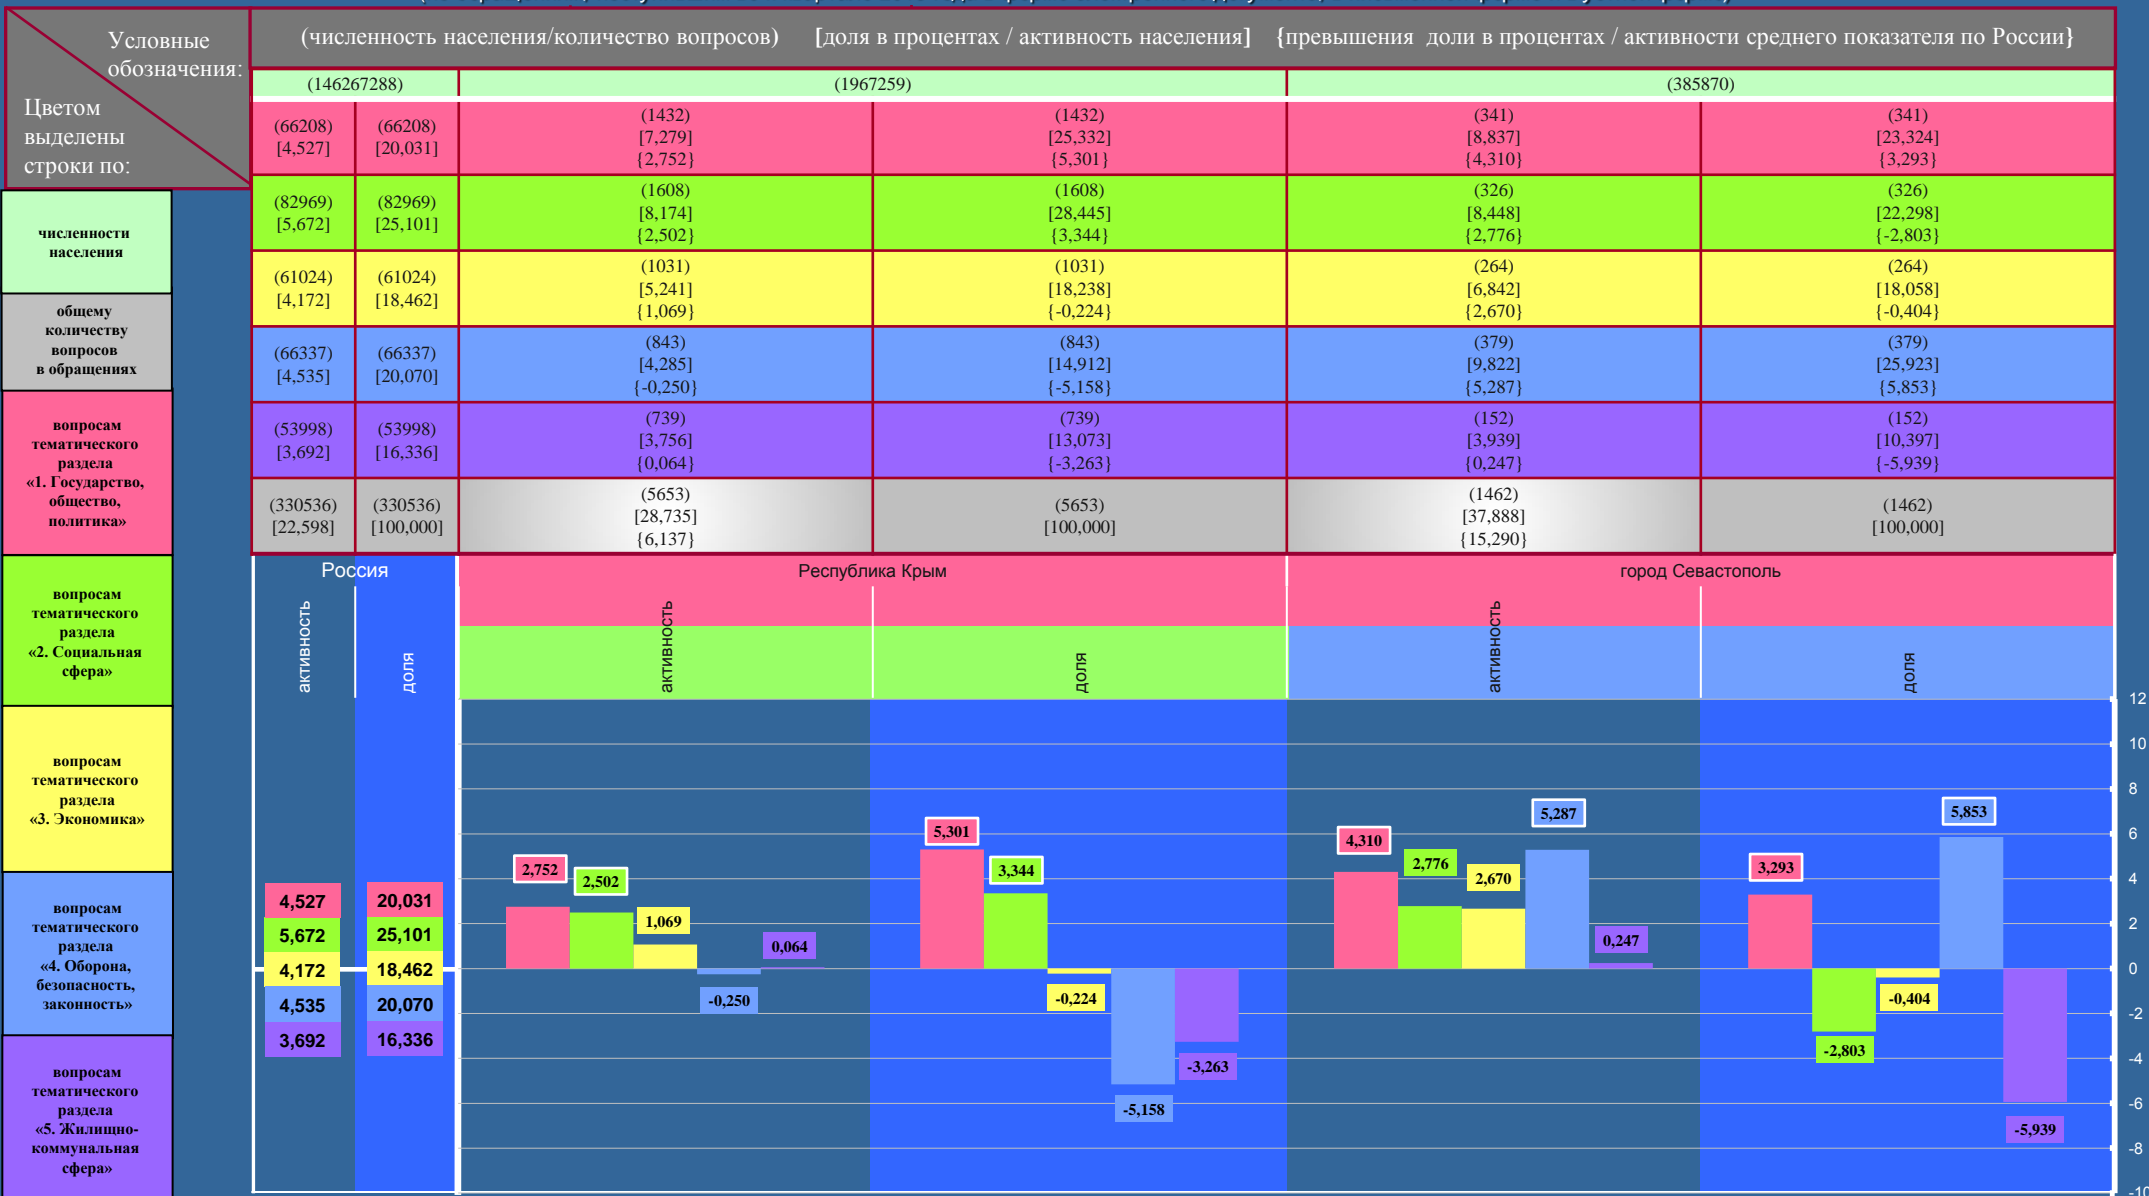 Условные
обозначения:
Цветом
выделены
строки по:
(численность населения/количество вопросов) [доля в процентах / активность населения] {превышения доли в процентах / активности среднего показателя по России}
(146267288) (1967259) (385870)
(66208) (66208) (1432) (1432) (341) (341)
[4,527] [20,031] [7,279] [25,332] [8,837] [23,324]
{2,752} {5,301} {4,310} {3,293}
(82969) (82969) (1608) (1608) (326) (326)
[5,672] [25,101] [8,174] [28,445] [8,448] [22,298]
{2,502} {3,344} {2,776} {-2,803}
(61024) (61024) (1031) (1031) (264) (264)
[4,172] [18,462] [5,241] [18,238] [6,842] [18,058]
{1,069} {-0,224} {2,670} {-0,404}
(66337) (66337) (843) (843) (379) (379)
[4,535] [20,070] [4,285] [14,912] [9,822] [25,923]
{-0,250} {-5,158} {5,287} {5,853}
(53998) (53998) (739) (739) (152) (152)
[3,692] [16,336] [3,756] [13,073] [3,939] [10,397]
{0,064} {-3,263} {0,247} {-5,939}
(330536) (330536) (5653) (5653) (1462) (1462)
[22,598] [100,000] [28,735] [100,000] [37,888] [100,000]
{6,137} {15,290}
численности
населения
общему
количеству
вопросов
в обращениях
вопросам
тематического
раздела
«1. Государство,
общество,
политика»
вопросам
тематического
раздела
«2. Социальная
сфера»
вопросам
тематического
раздела
«3. Экономика»
вопросам
тематического
раздела
«4. Оборона,
безопасность,
законность»
вопросам
тематического
раздела
«5. Жилищно-
коммунальная
сфера»
Россия Республика Крым город Севастополь
активность доля активность доля активность доля
4,527 20,031
5,672 25,101
4,172 18,462
4,535 20,070
3,692 16,336
2,752 2,502 1,069 -0,250 0,064
5,301 3,344 -0,224 -5,158 -3,263
4,310 2,776 2,670 5,287 0,247
3,293 -2,803 -0,404 5,853 -5,939
12
10
8
6
4
2
0
-2
-4
-6
-8
-10